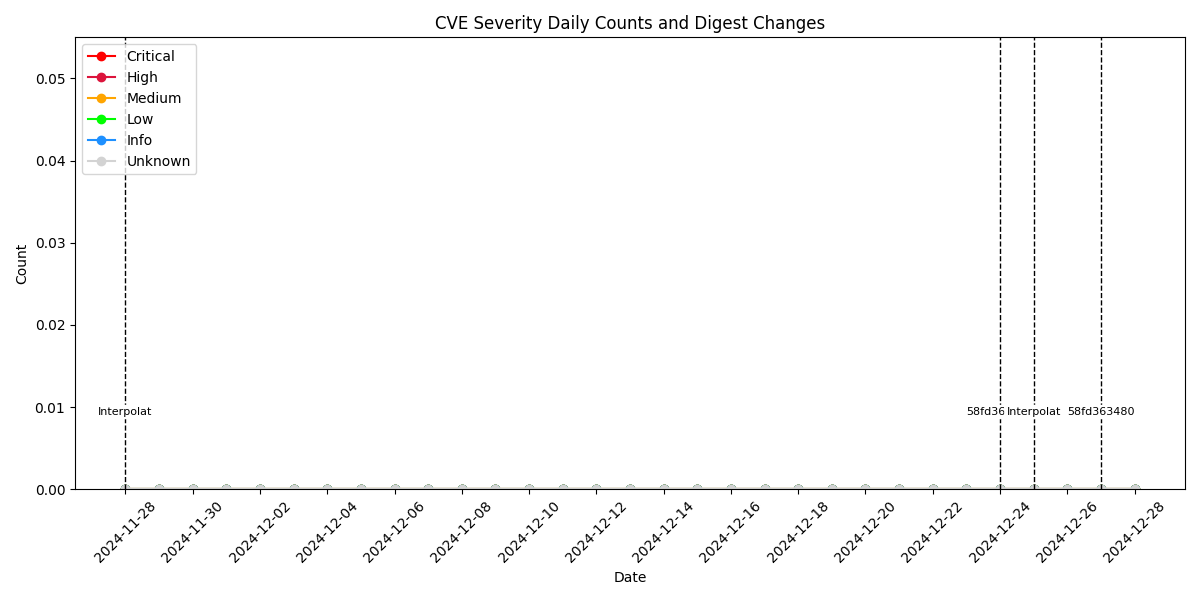 CVE Severity Daily Counts and Digest Changes
Critical
High
Medium
Low
Info
Unknown
Count
0.05
0.04
0.03
0.02
0.01
0.00
Interpolat
58fd36
Interpolat
58fd363480
2024-11-28
2024-11-30
2024-12-02
2024-12-04
2024-12-06
2024-12-08
2024-12-10
2024-12-12
2024-12-14
2024-12-16
2024-12-18
2024-12-20
2024-12-22
2024-12-24
2024-12-26
2024-12-28
Date